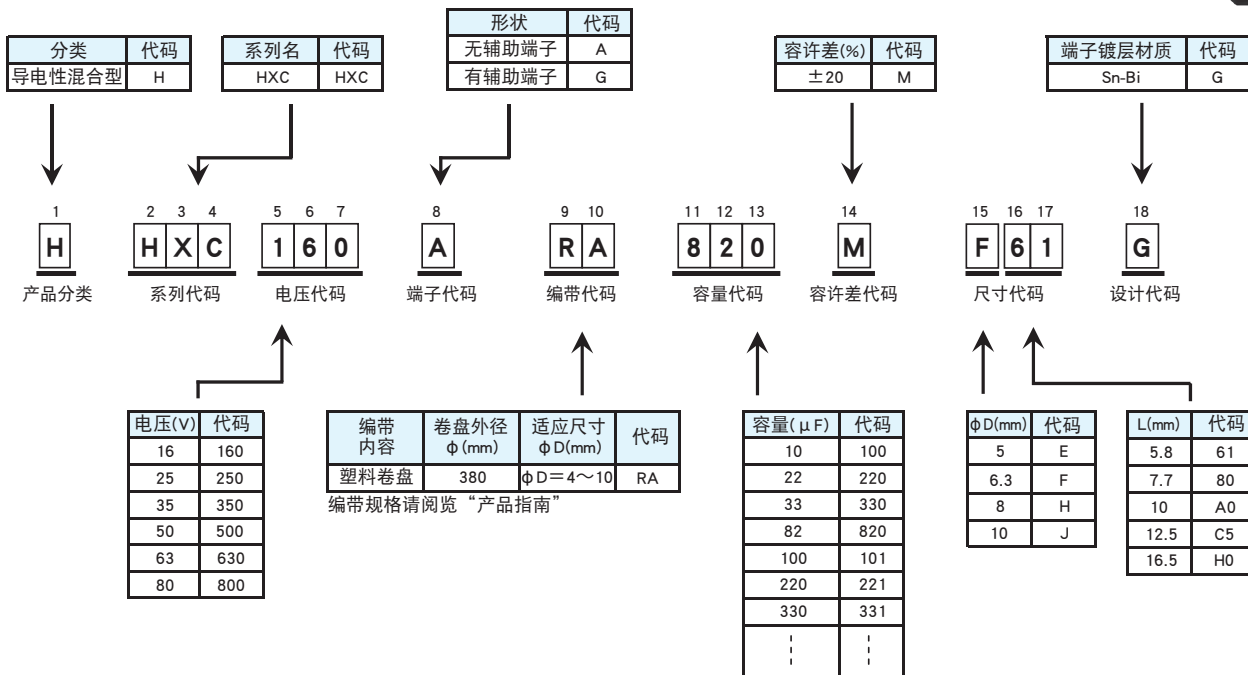 形状 代码
无辅助端子 A
有辅助端子 G
分类 代码
导电性混合型 H
系列名 代码
HXC HXC
容许差(%) 代码
±20 M
端子镀层材质 代码
Sn-Bi G
1 2 3 4 5 6 7 8 9 10 11 12 13 14 15 16 17 18
H H X C 1 6 0 A R A 8 2 0 M F 6 1 G
产品分类 系列代码 电压代码 端子代码 编带代码 容量代码 容许差代码 尺寸代码 设计代码
电压(V) 代码
16 160
25 250
35 350
50 500
63 630
80 800
编带内容 卷盘外径 φ(mm) 适应尺寸 φD(mm) 代码
塑料卷盘 380 φD=4～10 RA
编带规格请阅览“产品指南”
容量(μF) 代码
10 100
22 220
33 330
82 820
100 101
220 221
330 331
φD(mm) 代码
5 E
6.3 F
8 H
10 J
L(mm) 代码
5.8 61
7.7 80
10 A0
12.5 C5
16.5 H0